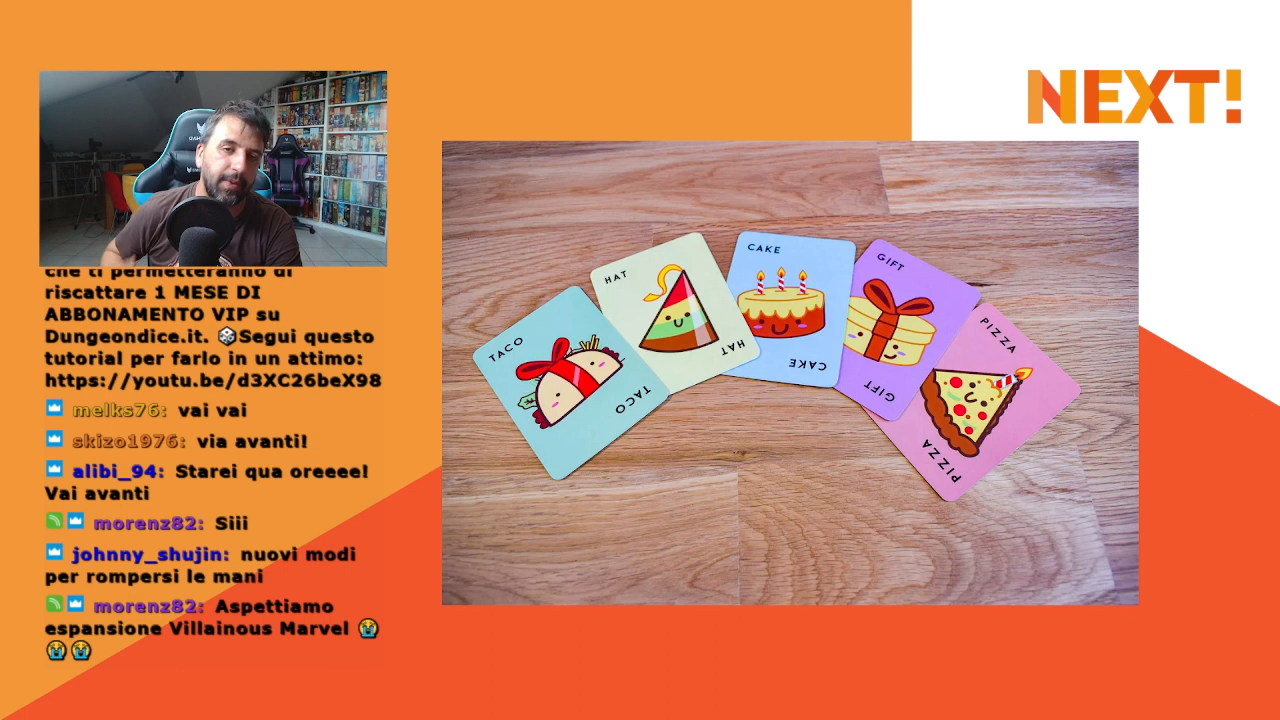 NEXT!
che ti permetteranno di
riscattare 1 MESE DI
ABBONAMENTO VIP su
Dungeondice.it. 🎲Segui questo
tutorial per farlo in un attimo:
https://youtu.be/d3XC26beX98
melks76: vai vai
skizo1976: via avanti!
alibi_94: Starei qua oreeee!
Vai avanti
morenz82: Siii
johnny_shujin: nuovi modi
per rompersi le mani
morenz82: Aspettiamo
espansione Villainous Marvel 😭
😭😭
TACO
TACO
HAT
HAT
CAKE
CAKE
GIFT
GIFT
PIZZA
PIZZA